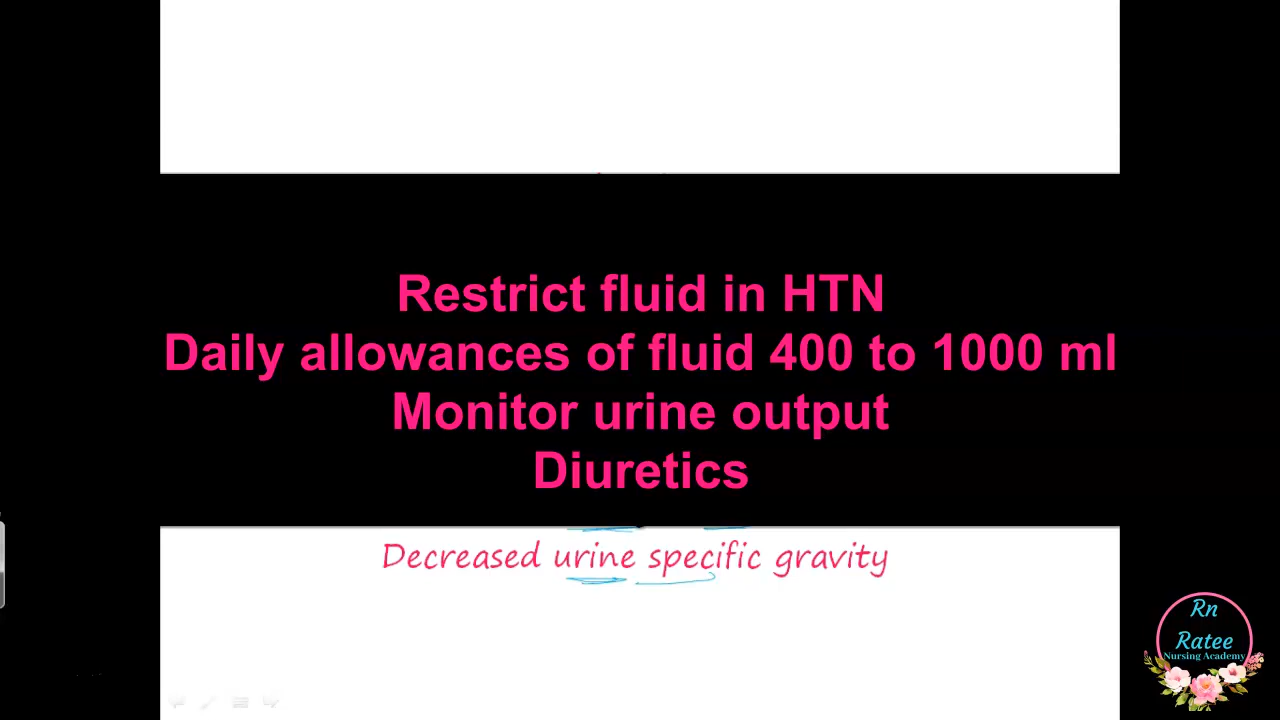 Restrict fluid in HTN
Daily allowances of fluid 400 to 1000 ml
Monitor urine output
Diuretics
Decreased urine specific gravity
Rn
Ratee
Nursing Academy